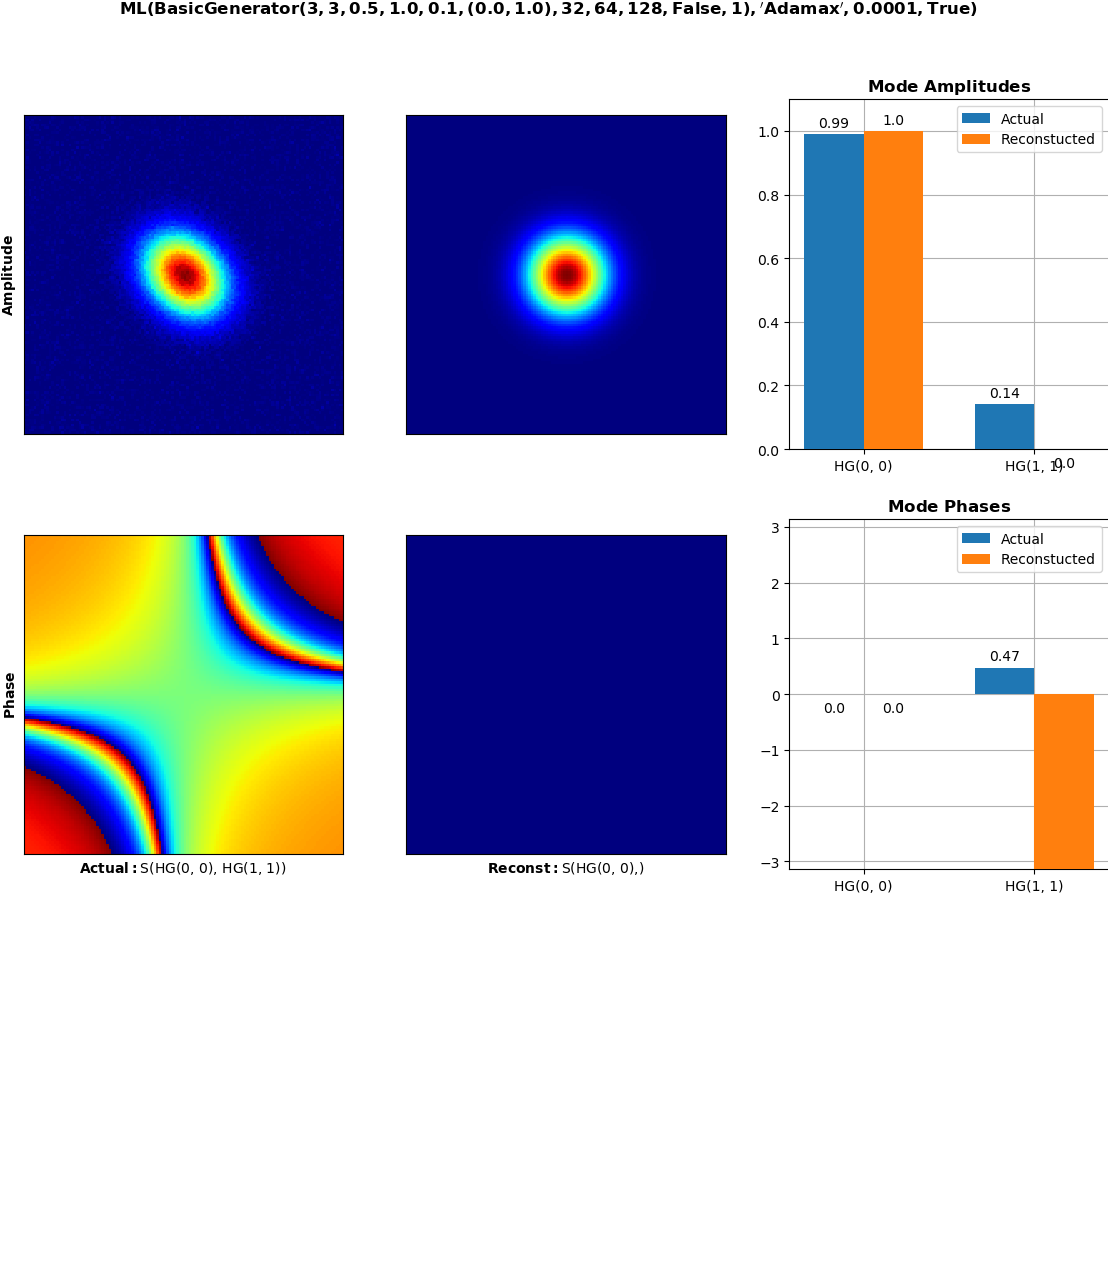 ML(BasicGenerator(3, 3, 0.5, 1.0, 0.1, (0.0, 1.0), 32, 64, 128, False, 1), 'Adamax', 0.0001, True)
Mode Amplitudes
Amplitude
0.99
1.0
Actual
Reconstucted
1.0
0.8
0.6
0.4
0.2
0.0
0.14
0.0
HG(0, 0)
HG(1, 1)
Mode Phases
Phase
Actual
Reconstucted
3
2
1
0
−1
−2
−3
0.0
0.0
0.47
HG(0, 0)
HG(1, 1)
Actual: S(HG(0, 0), HG(1, 1))
Reconst: S(HG(0, 0),)